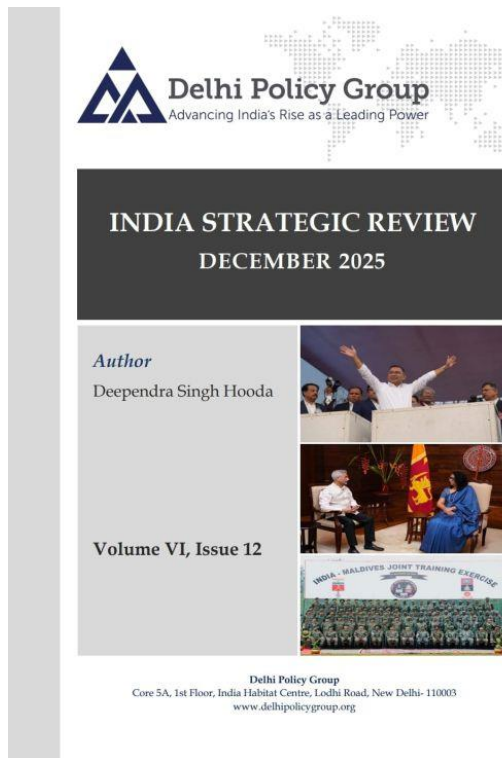 Delhi Policy Group
Advancing India's Rise as a Leading Power
INDIA STRATEGIC REVIEW
DECEMBER 2025
Author
Deependra Singh Hooda
Volume VI, Issue 12
INDIA - MALDIVES JOINT TRAINING EXERCISE
Delhi Policy Group
Core 5A, 1st Floor, India Habitat Centre, Lodhi Road, New Delhi- 110003
www.delhipolicygroup.org